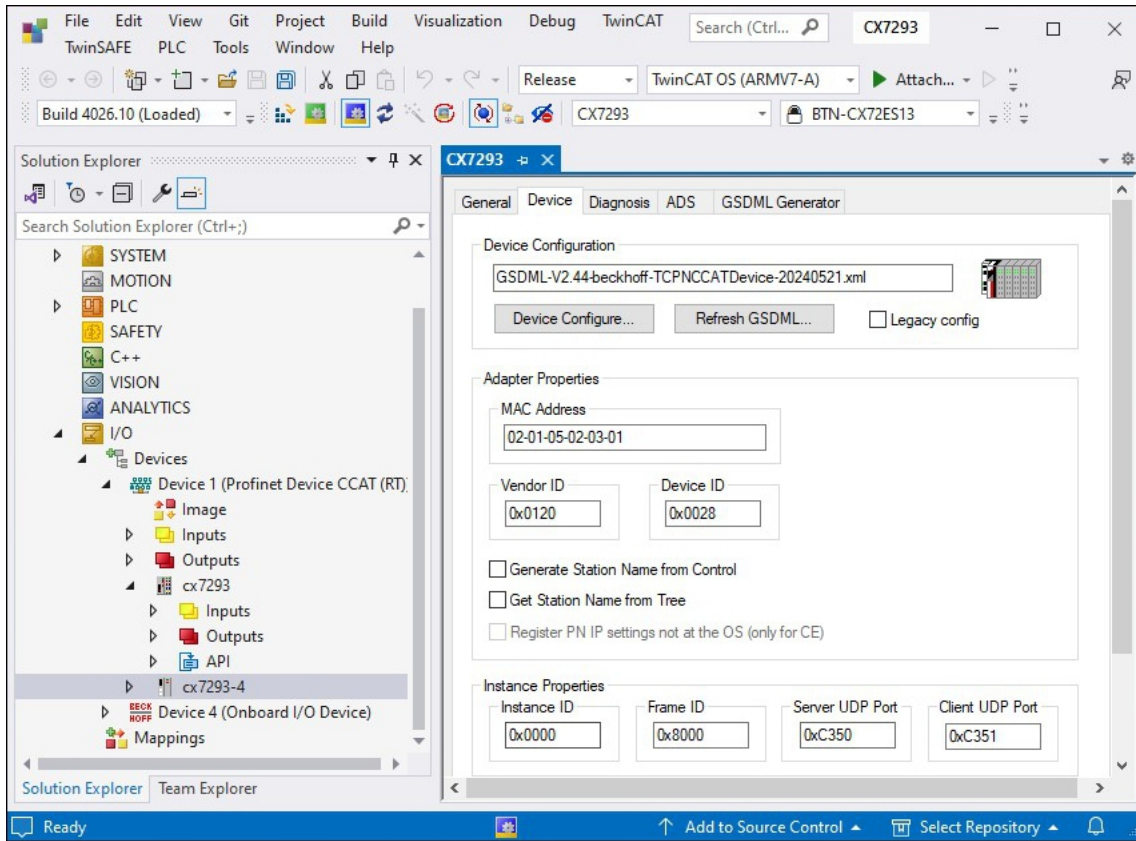 File Edit View Git Project Build Visualization Debug TwinCAT Search (Ctrl... CX7293
TwinSAFE PLC Tools Window Help
Release TwinCAT OS (ARMV7-A) Attach...
Build 4026.10 (Loaded) CX7293 BTN-CX72ES13
Solution Explorer
Search Solution Explorer (Ctrl+;)
SYSTEM
MOTION
PLC
SAFETY
C++
VISION
ANALYTICS
I/O
Devices
Device 1 (Profinet Device CCAT (RT)
Image
Inputs
Outputs
cx7293
Inputs
Outputs
API
cx7293-4
BECKHOFF Device 4 (Onboard I/O Device)
Mappings
Solution Explorer Team Explorer
CX7293
General Device Diagnosis ADS GSDML Generator
Device Configuration
GSDML-V2.44-beckhoff-TCPNCCATDevice-20240521.xml
Device Configure... Refresh GSDML... Legacy config
Adapter Properties
MAC Address
02-01-05-02-03-01
Vendor ID Device ID
0x0120 0x0028
Generate Station Name from Control
Get Station Name from Tree
Register PN IP settings not at the OS (only for CE)
Instance Properties
Instance ID Frame ID Server UDP Port Client UDP Port
0x0000 0x8000 0xC350 0xC351
Ready Add to Source Control Select Repository